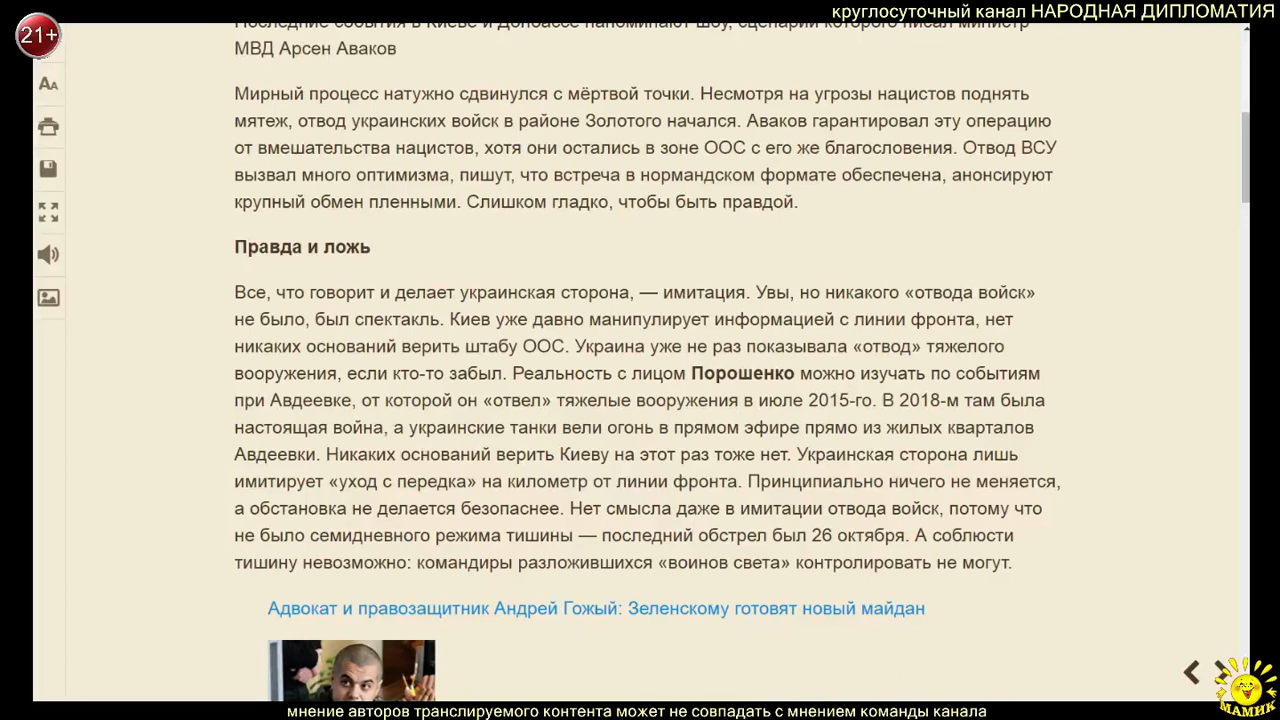 круглосуточный канал НАРОДНАЯ ДИПЛОМАТИЯ
21+
Последние события в Киеве и Донбассе напоминают шоу, сценарий которого писал министр
МВД Арсен Аваков
Мирный процесс натужно сдвинулся с мёртвой точки. Несмотря на угрозы нацистов поднять
мятеж, отвод украинских войск в районе Золотого начался. Аваков гарантировал эту операцию
от вмешательства нацистов, хотя они остались в зоне ООС с его же благословения. Отвод ВСУ
вызвал много оптимизма, пишут, что встреча в нормандском формате обеспечена, анонсируют
крупный обмен пленными. Слишком гладко, чтобы быть правдой.
Правда и ложь
Все, что говорит и делает украинская сторона, — имитация. Увы, но никакого «отвода войск»
не было, был спектакль. Киев уже давно манипулирует информацией с линии фронта, нет
никаких оснований верить штабу ООС. Украина уже не раз показывала «отвод» тяжелого
вооружения, если кто-то забыл. Реальность с лицом Порошенко можно изучать по событиям
при Авдеевке, от которой он «отвел» тяжелые вооружения в июле 2015-го. В 2018-м там была
настоящая война, а украинские танки вели огонь в прямом эфире прямо из жилых кварталов
Авдеевки. Никаких оснований верить Киеву на этот раз тоже нет. Украинская сторона лишь
имитирует «уход с передка» на километр от линии фронта. Принципиально ничего не меняется,
а обстановка не делается безопаснее. Нет смысла даже в имитации отвода войск, потому что
не было семидневного режима тишины — последний обстрел был 26 октября. А соблюсти
тишину невозможно: командиры разложившихся «воинов света» контролировать не могут.
Адвокат и правозащитник Андрей Гожый: Зеленскому готовят новый майдан
МАМИК
мнение авторов транслируемого контента может не совпадать с мнением команды канала